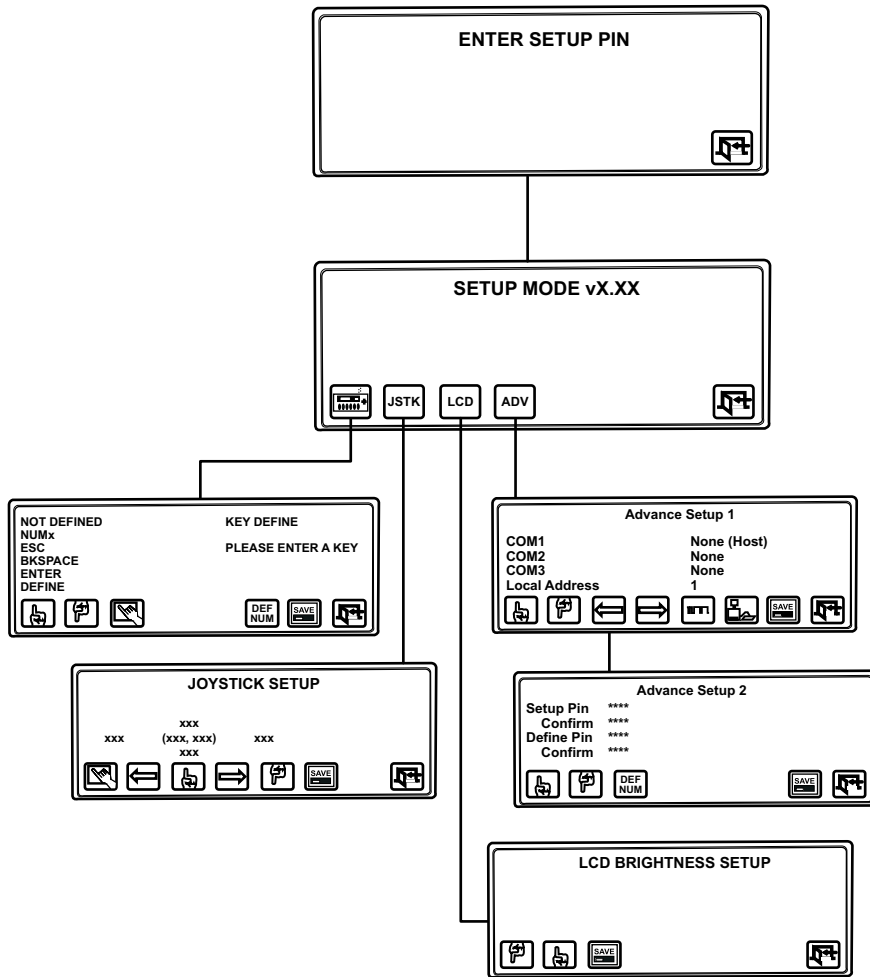 ENTER SETUP PIN
SETUP MODE vX.XX
JSTK LCD ADV
NOT DEFINED KEY DEFINE
NUMx
ESC PLEASE ENTER A KEY
BKSPACE
ENTER
DEFINE
DEF
NUM
SAVE
Advance Setup 1
COM1 None (Host)
COM2 None
COM3 None
Local Address 1
SAVE
JOYSTICK SETUP
xxx
xxx (xxx, xxx) xxx
xxx
SAVE
Advance Setup 2
Setup Pin ****
Confirm ****
Define Pin ****
Confirm ****
DEF
NUM
SAVE
LCD BRIGHTNESS SETUP
SAVE